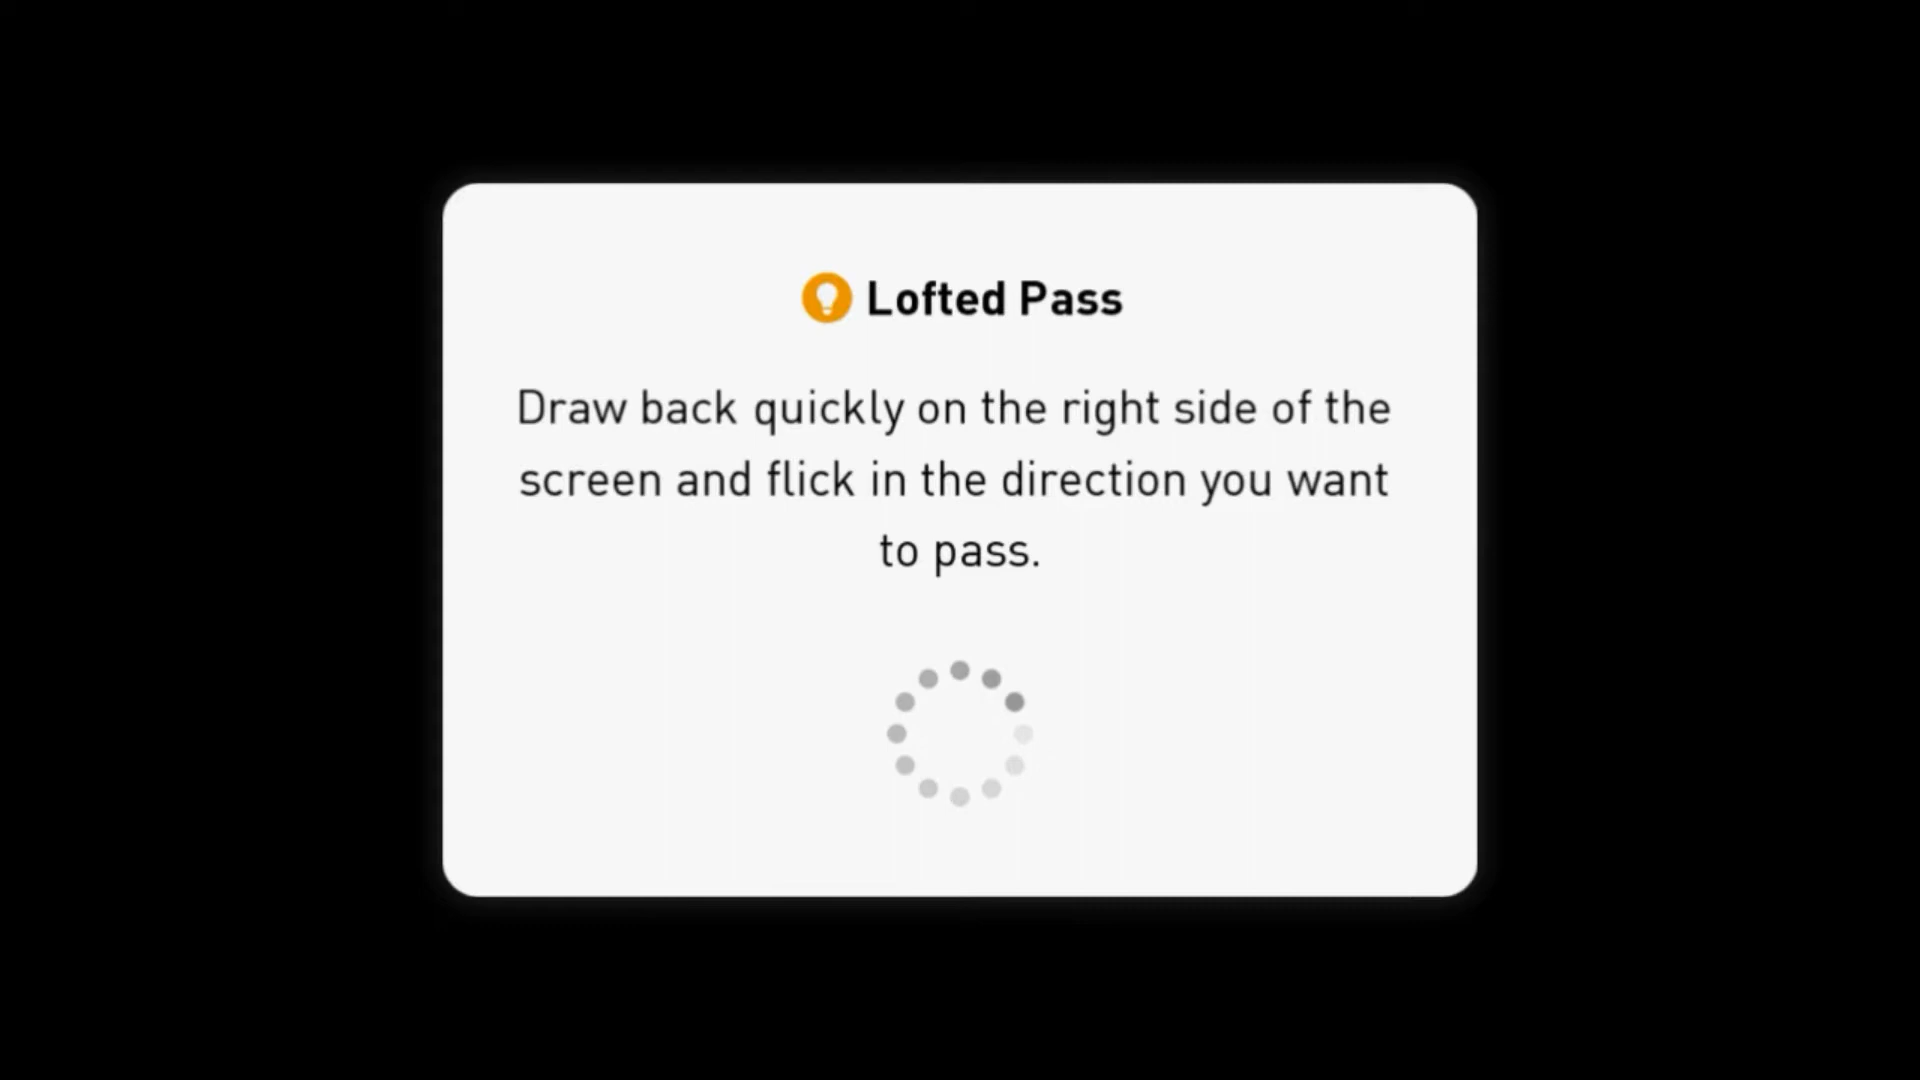 Lofted Pass
Draw back quickly on the right side of the
screen and flick in the direction you want
to pass.